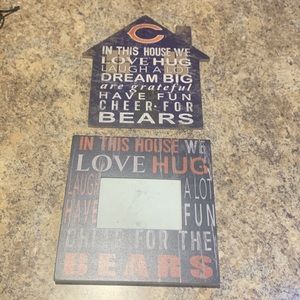 C
IN THIS HOUSE WE
LOVE HUG
LAUGH A LOT
DREAM BIG
are grateful
HAVE FUN
CHEER FOR
BEARS
IN THIS HOUSE WE
LOVE HUG
LAUGH A LOT
HAVE FUN
CHEER FOR THE
BEARS